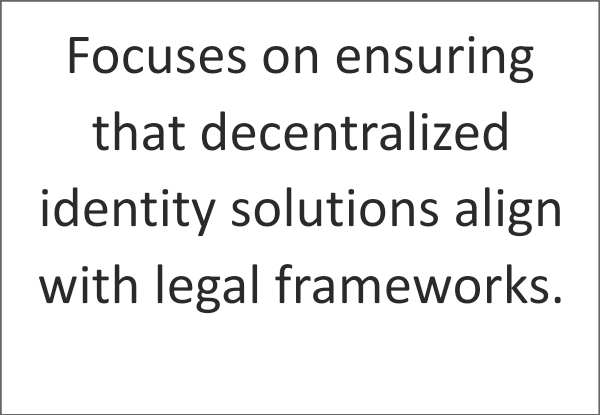 Focuses on ensuring
that decentralized
identity solutions align
with legal frameworks.